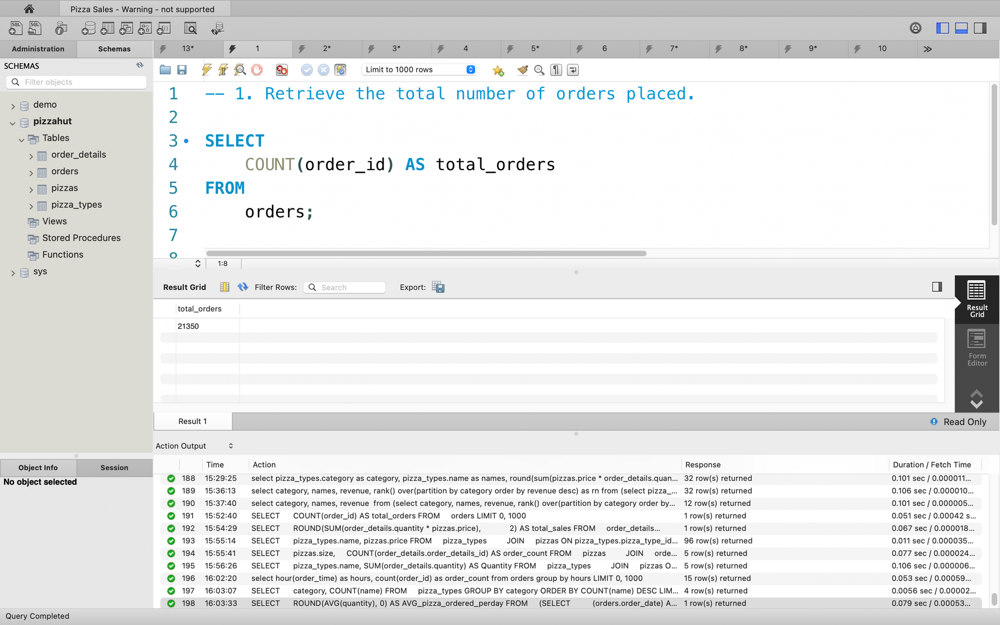 Pizza Sales - Warning - not supported
SQL
SQL
Administration
Schemas
13*
1
2*
3*
4
5*
6
7*
8*
9*
10
SCHEMAS
Filter objects
demo
pizzahut
Tables
order_details
orders
pizzas
pizza_types
Views
Stored Procedures
Functions
sys
Limit to 1000 rows
1 -- 1. Retrieve the total number of orders placed.
2
3 SELECT
4 COUNT(order_id) AS total_orders
5 FROM
6 orders;
7
8
1:8
Result Grid
Filter Rows:
Search
Export:
total_orders
21350
Result Grid
Form Editor
Result 1
Read Only
Action Output
Time Action Response Duration / Fetch Time
188 15:29:25 select pizza_types.category as category, pizza_types.name as names, round(sum(pizzas.price * order_details.quan... 32 row(s) returned 0.101 sec / 0.000011...
189 15:36:13 select category, names, revenue, rank() over(partition by category order by revenue desc) as rn from (select pizza_... 32 row(s) returned 0.106 sec / 0.000010...
190 15:37:40 select category, names, revenue from (select category, names, revenue, rank() over(partition by category order by... 12 row(s) returned 0.101 sec / 0.000005...
191 15:52:40 SELECT COUNT(order_id) AS total_orders FROM orders LIMIT 0, 1000 1 row(s) returned 0.051 sec / 0.00042 s...
192 15:54:29 SELECT ROUND(SUM(order_details.quantity * pizzas.price), 2) AS total_sales FROM order_details... 1 row(s) returned 0.067 sec / 0.000018...
193 15:55:14 SELECT pizza_types.name, pizzas.price FROM pizza_types JOIN pizzas ON pizza_types.pizza_type_id... 96 row(s) returned 0.011 sec / 0.000035...
194 15:55:41 SELECT pizzas.size, COUNT(order_details.order_details_id) AS order_count FROM pizzas JOIN orde... 5 row(s) returned 0.077 sec / 0.000024...
195 15:56:26 SELECT pizza_types.name, SUM(order_details.quantity) AS Quantity FROM pizza_types JOIN pizzas O... 5 row(s) returned 0.106 sec / 0.000006...
196 16:02:20 select hour(order_time) as hours, count(order_id) as order_count from orders group by hours LIMIT 0, 1000 15 row(s) returned 0.053 sec / 0.00059...
197 16:03:07 SELECT category, COUNT(name) FROM pizza_types GROUP BY category ORDER BY COUNT(name) DESC LIM... 4 row(s) returned 0.0056 sec / 0.00002...
198 16:03:33 SELECT ROUND(AVG(quantity), 0) AS AVG_pizza_ordered_perday FROM (SELECT (orders.order_date) A... 1 row(s) returned 0.079 sec / 0.00053...
Object Info
Session
No object selected
Query Completed